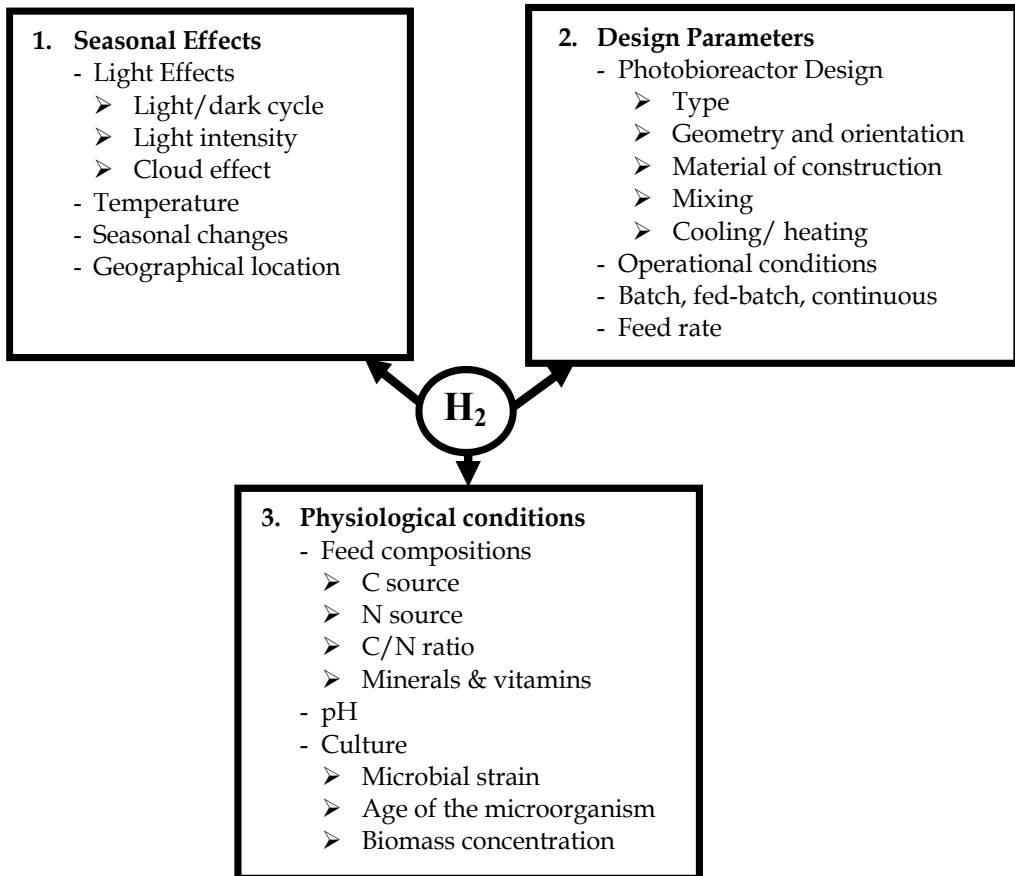 1. Seasonal Effects
- Light Effects
➢ Light/dark cycle
➢ Light intensity
➢ Cloud effect
- Temperature
- Seasonal changes
- Geographical location
2. Design Parameters
- Photobioreactor Design
➢ Type
➢ Geometry and orientation
➢ Material of construction
➢ Mixing
➢ Cooling/ heating
- Operational conditions
- Batch, fed-batch, continuous
- Feed rate
H₂
3. Physiological conditions
- Feed compositions
➢ C source
➢ N source
➢ C/N ratio
➢ Minerals & vitamins
- pH
- Culture
➢ Microbial strain
➢ Age of the microorganism
➢ Biomass concentration